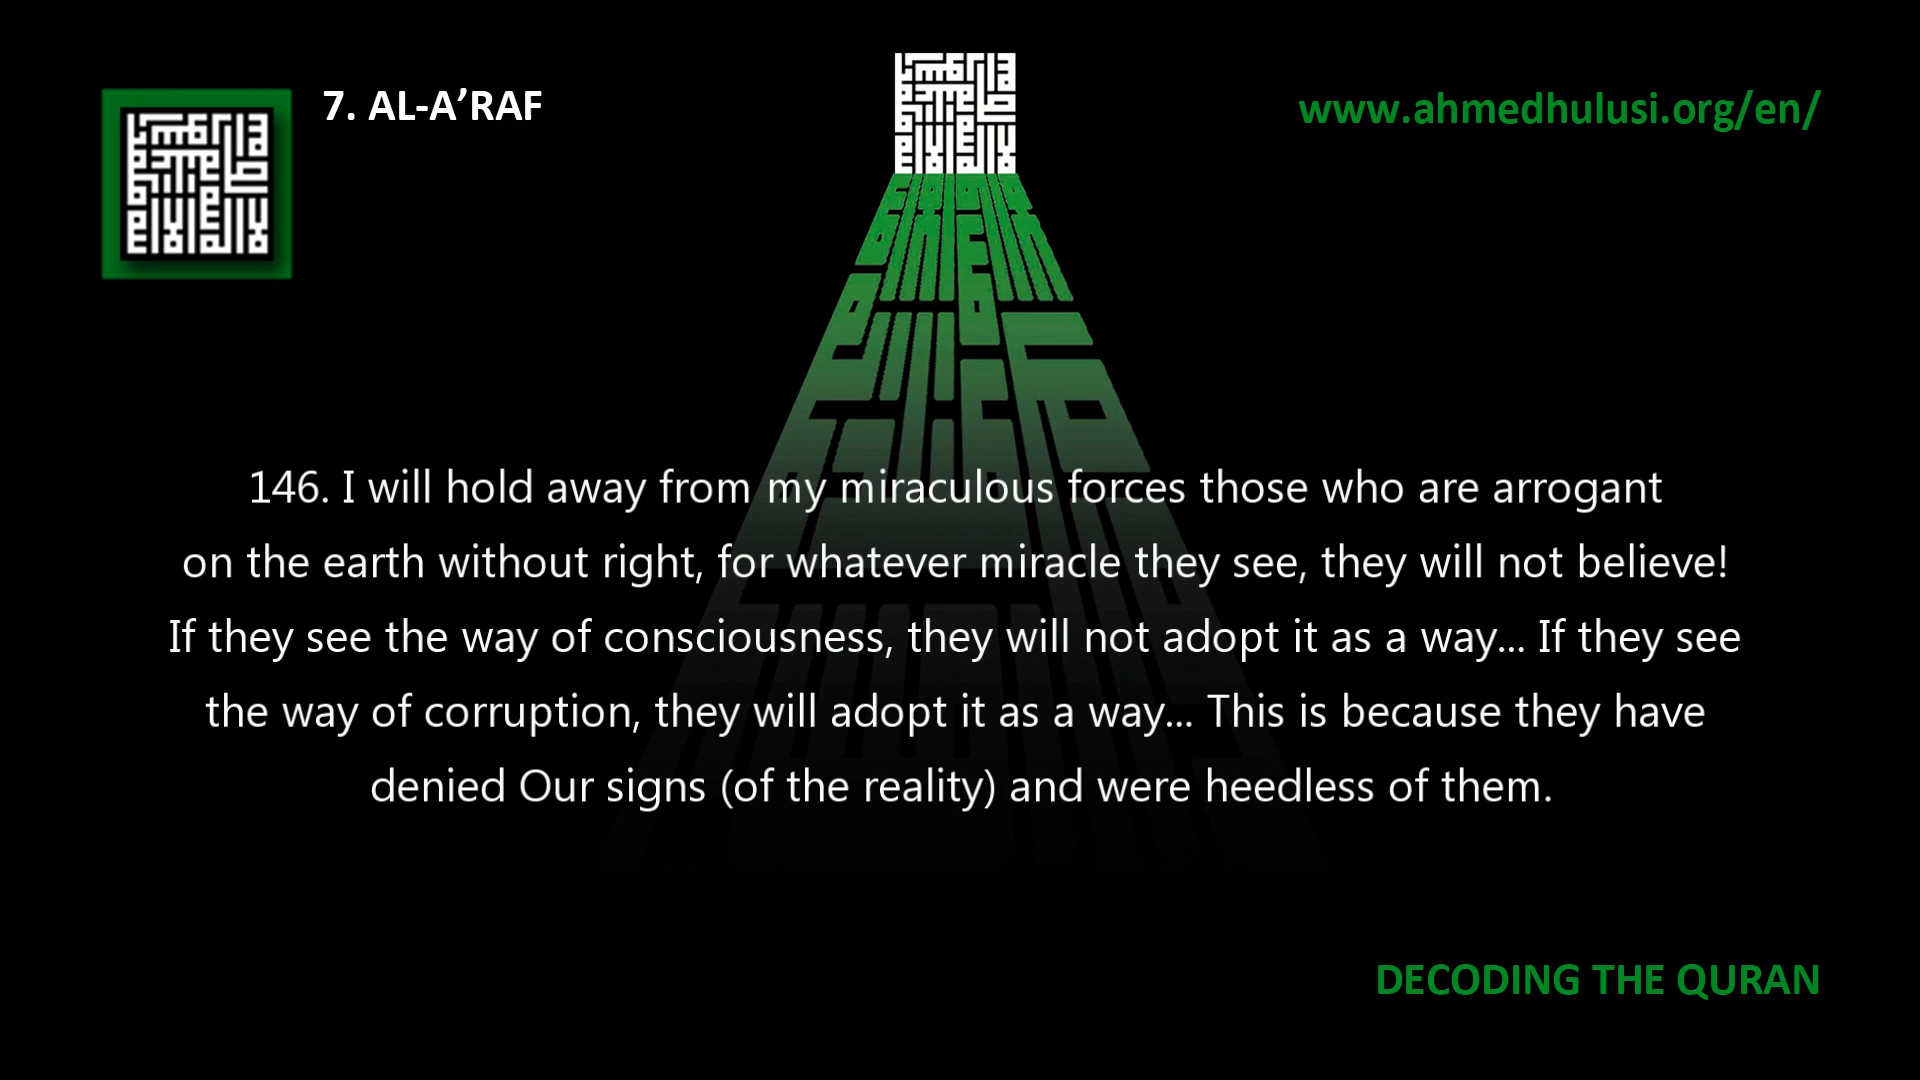 7. AL-A’RAF
www.ahmedhulusi.org/en/
146. I will hold away from my miraculous forces those who are arrogant
on the earth without right, for whatever miracle they see, they will not believe!
If they see the way of consciousness, they will not adopt it as a way... If they see
the way of corruption, they will adopt it as a way... This is because they have
denied Our signs (of the reality) and were heedless of them.
DECODING THE QURAN